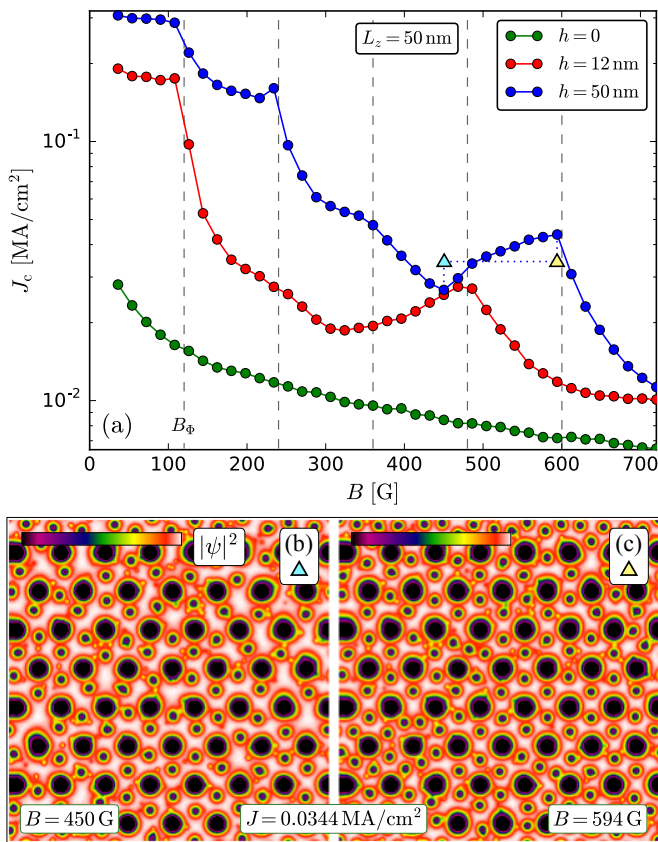 L_z = 50 nm
h = 0
h = 12 nm
h = 50 nm
10^-1
10^-2
J_c [MA/cm^2]
(a)
B_Φ
0 100 200 300 400 500 600 700
B [G]
|ψ|^2
(b)
(c)
B = 450 G
J = 0.0344 MA/cm^2
B = 594 G